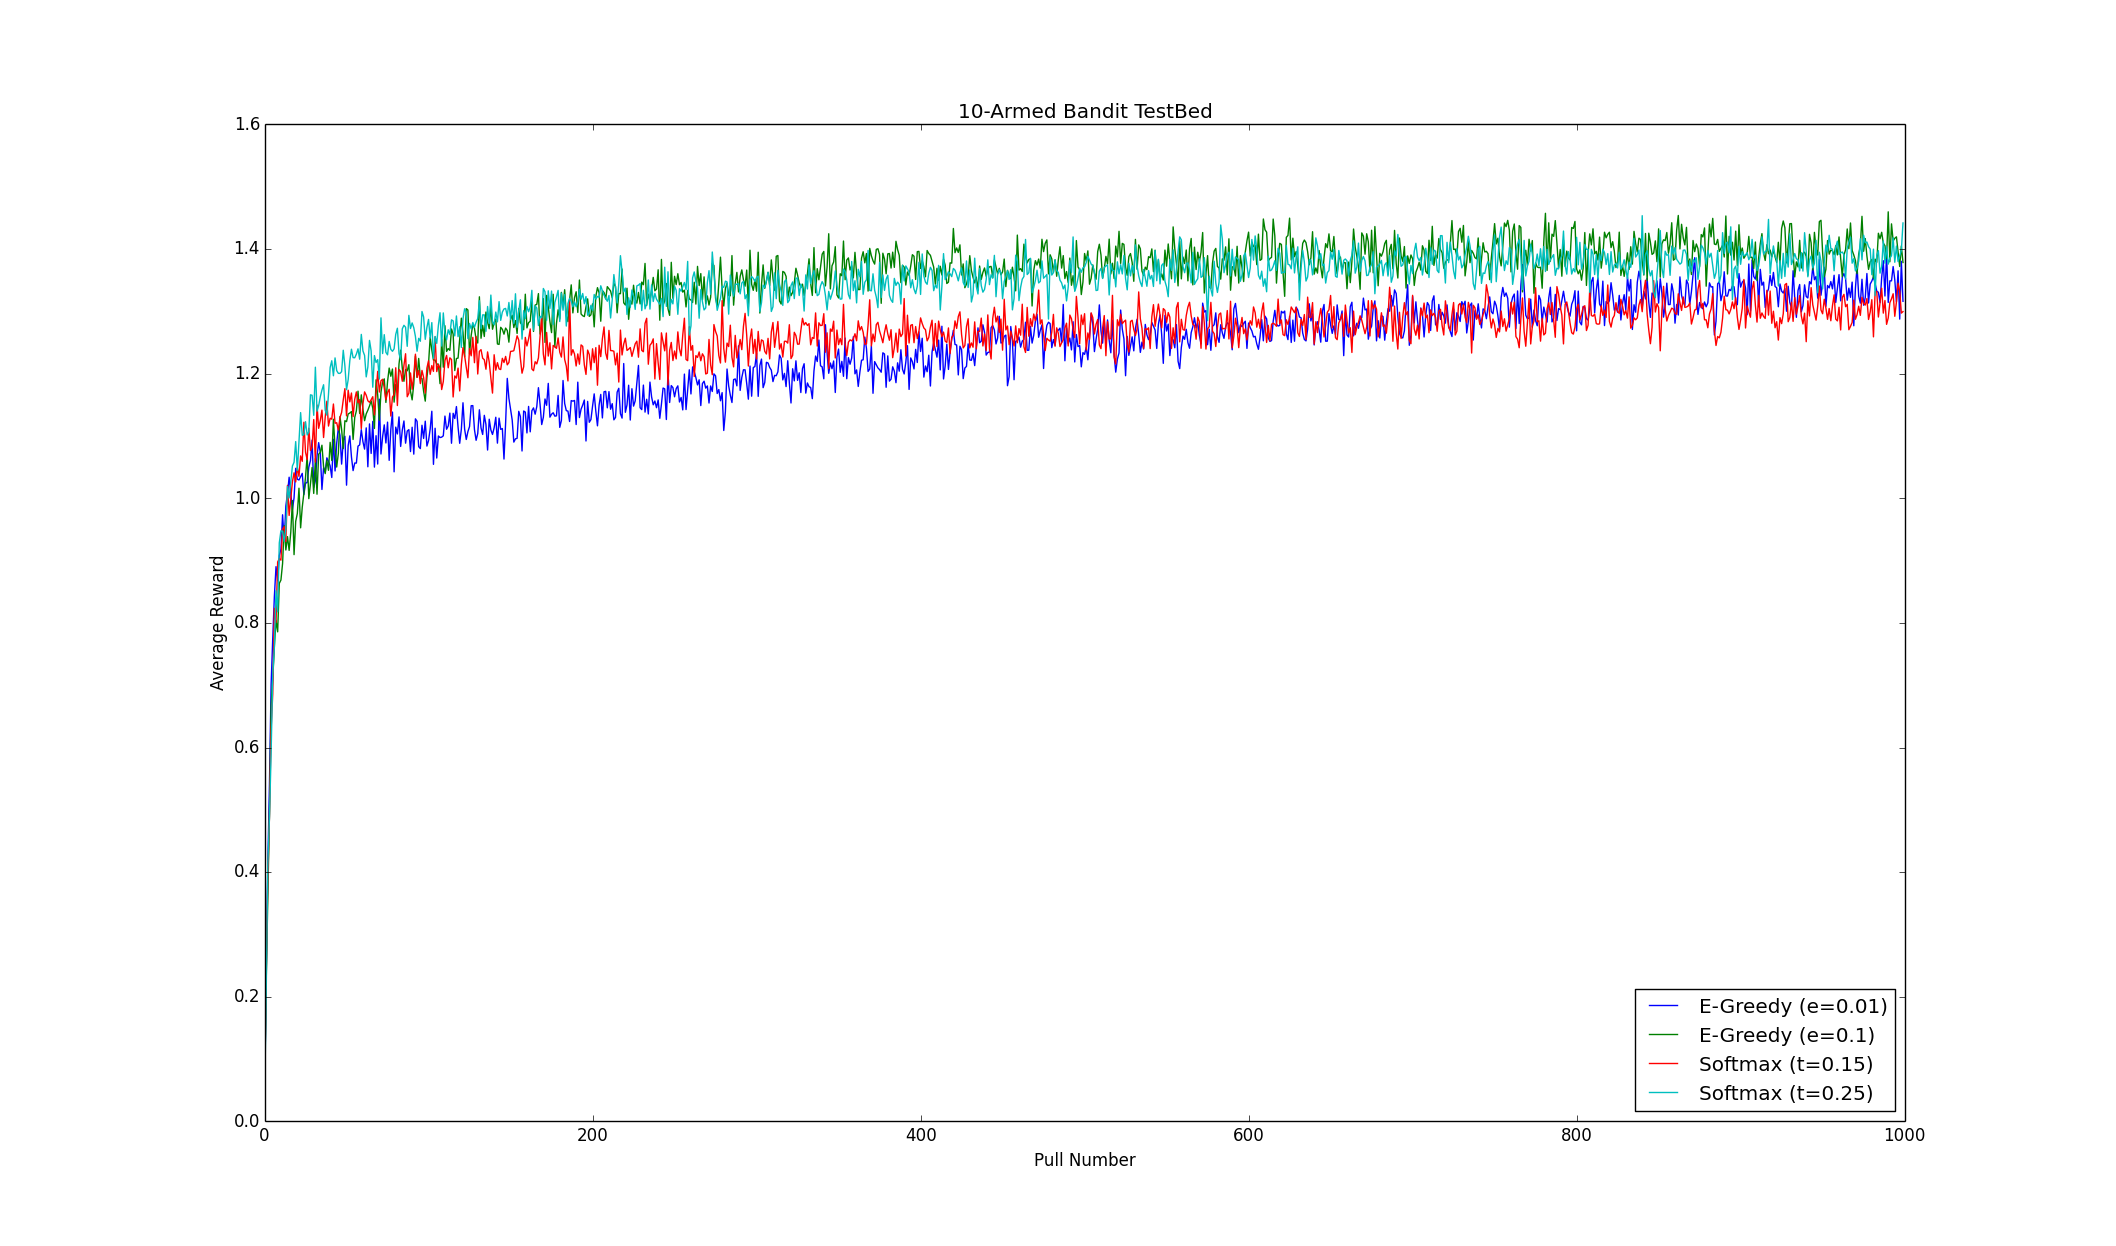 10-Armed Bandit TestBed
1.6
1.4
1.2
1.0
0.8
0.6
0.4
0.2
0.0
Average Reward
0 200 400 600 800 1000
Pull Number
E-Greedy (e=0.01)
E-Greedy (e=0.1)
Softmax (t=0.15)
Softmax (t=0.25)